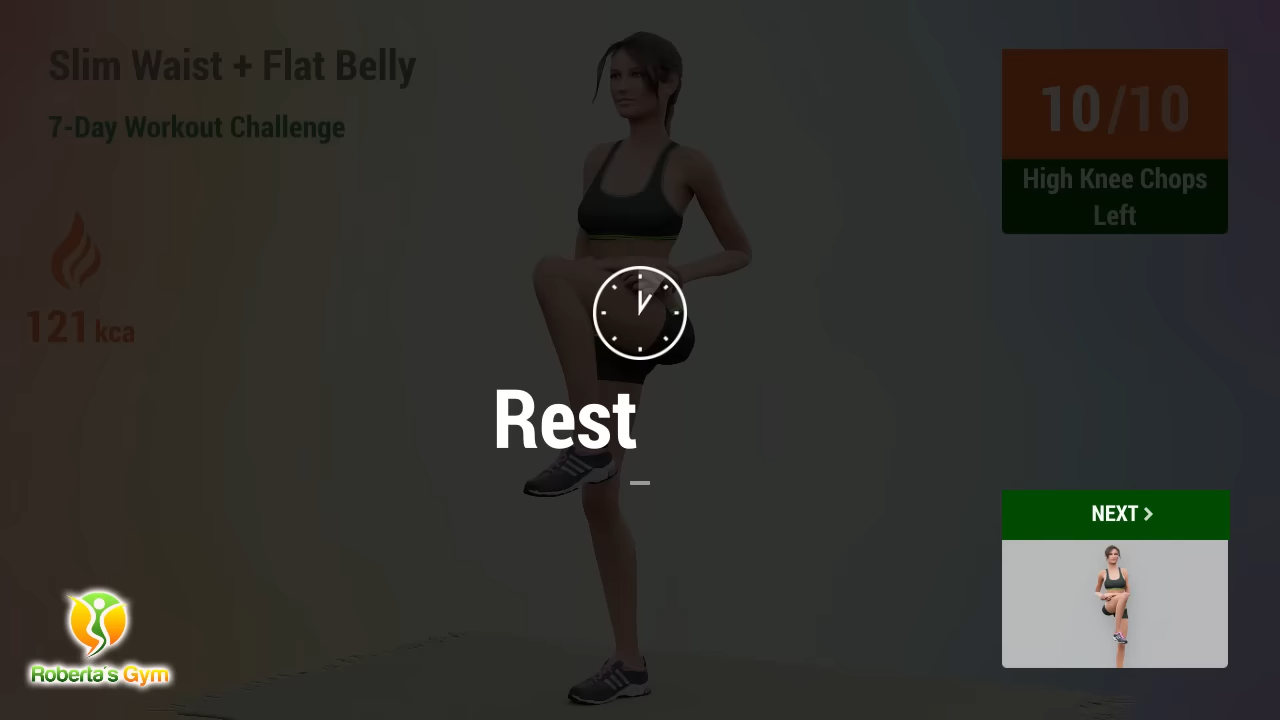 Slim Waist + Flat Belly
7-Day Workout Challenge
10/10
High Knee Chops
Left
121 kca
Rest
NEXT >
Roberta's Gym